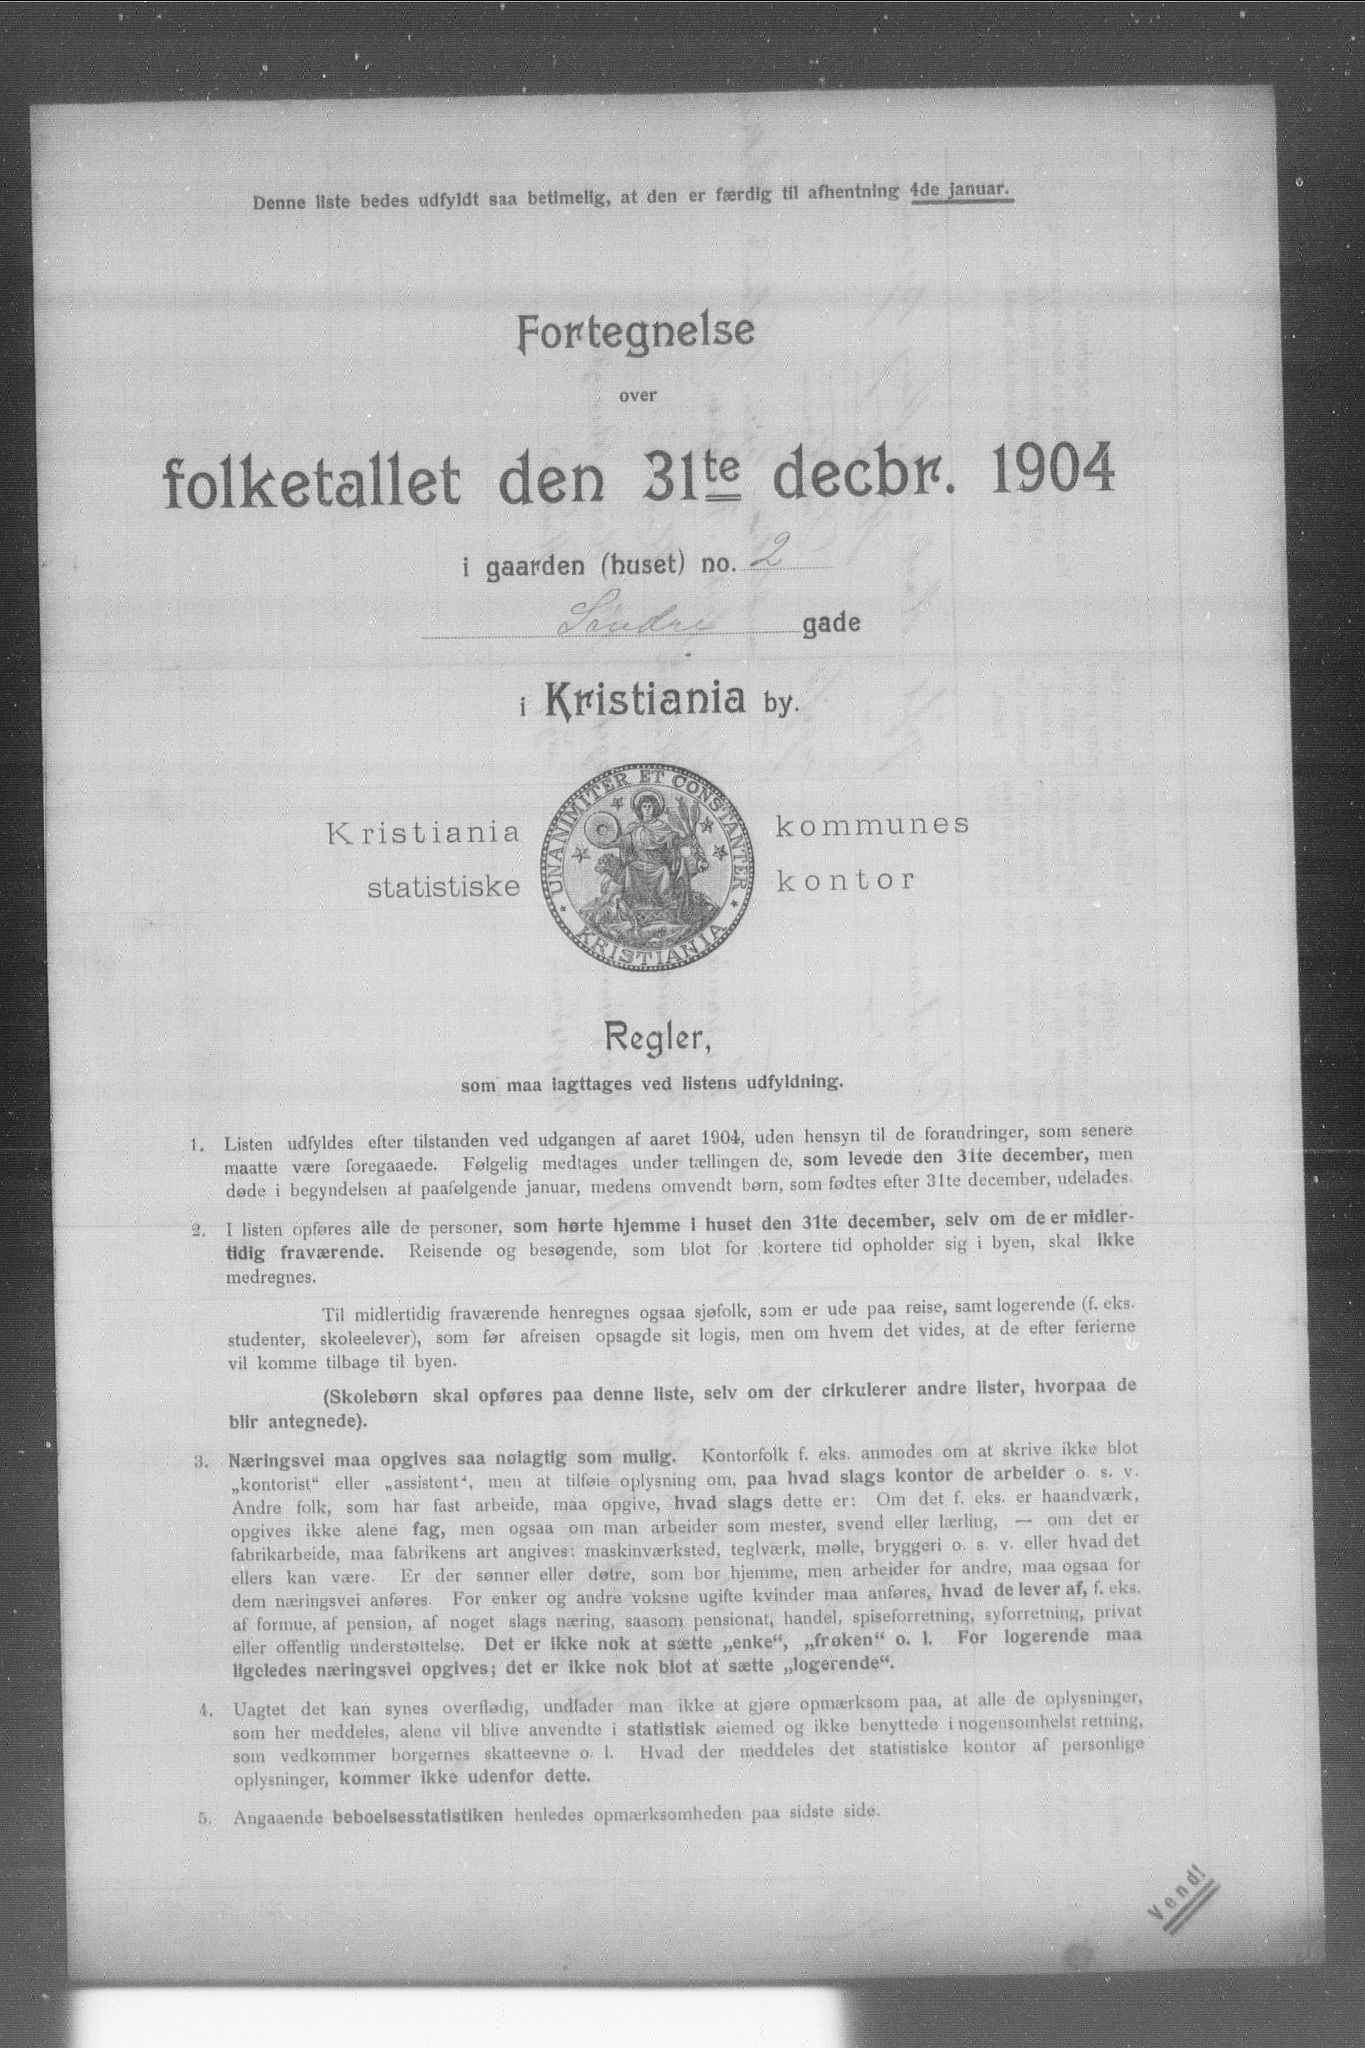 Denne liste bedes udfyldt saa betimelig, at den er færdig til afhentning 4de januar.
Fortegnelse
over
folketallet den 31te decbr. 1904
i gaarden (huset) no. 2
Søndre gade
i Kristiania by.
Kristiania kommunes
statistiske kontor
UNANIMITER ET CONSTANTER
KRISTIANIA
Regler,
som maa iagttages ved listens udfyldning.
1. Listen udfyldes efter tilstanden ved udgangen af aaret 1904, uden hensyn til de forandringer, som senere
maatte være foregaaede. Følgelig medtages under tællingen de, som levede den 31te december, men
døde i begyndelsen af paafølgende januar, medens omvendt børn, som fødtes efter 31te december, udelades.
2. I listen opføres alle de personer, som hørte hjemme i huset den 31te december, selv om de er midler-
tidig fraværende. Reisende og besøgende, som blot for kortere tid opholder sig i byen, skal ikke
medregnes.
Til midlertidig fraværende henregnes ogsaa sjøfolk, som er ude paa reise, samt logerende (f. eks.
studenter, skoleelever), som før afreisen opsagde sit logis, men om hvem det vides, at de efter ferierne
vil komme tilbage til byen.
(Skolebørn skal opføres paa denne liste, selv om der cirkulerer andre lister, hvorpaa de
blir antegnede).
3. Næringsvei maa opgives saa nøiagtig som mulig. Kontorfolk f. eks. anmodes om at skrive ikke blot
„kontorist“ eller „assistent“, men at tilføie oplysning om, paa hvad slags kontor de arbeider o. s. v.
Andre folk, som har fast arbeide, maa opgive, hvad slags dette er: Om det f. eks. er haandværk,
opgives ikke alene fag, men ogsaa om man arbeider som mester, svend eller lærling, — om det er
fabrikarbeide, maa fabrikens art angives: maskinværksted, teglværk, mølle, bryggeri o. s. v. eller hvad det
ellers kan være. Er der sønner eller døtre, som bor hjemme, men arbeider for andre, maa ogsaa for
dem næringsvei anføres. For enker og andre voksne ugifte kvinder maa anføres, hvad de lever af, f. eks.
af formue, af pension, af noget slags næring, saasom pensionat, handel, spiseforretning, syforretning, privat
eller offentlig understøttelse. Det er ikke nok at sætte „enke“, „frøken“ o. l. For logerende maa
ligeledes næringsvei opgives; det er ikke nok blot at sætte „logerende“.
4. Uagtet det kan synes overflødig, undlader man ikke at gjøre opmærksom paa, at alle de oplysninger,
som her meddeles, alene vil blive anvendte i statistisk øiemed og ikke benyttede i nogensomhelst retning,
som vedkommer borgernes skatteevne o. l. Hvad der meddeles det statistiske kontor af personlige
oplysninger, kommer ikke udenfor dette.
5. Angaaende beboelsesstatistiken henledes opmærksomheden paa sidste side.
Vend!